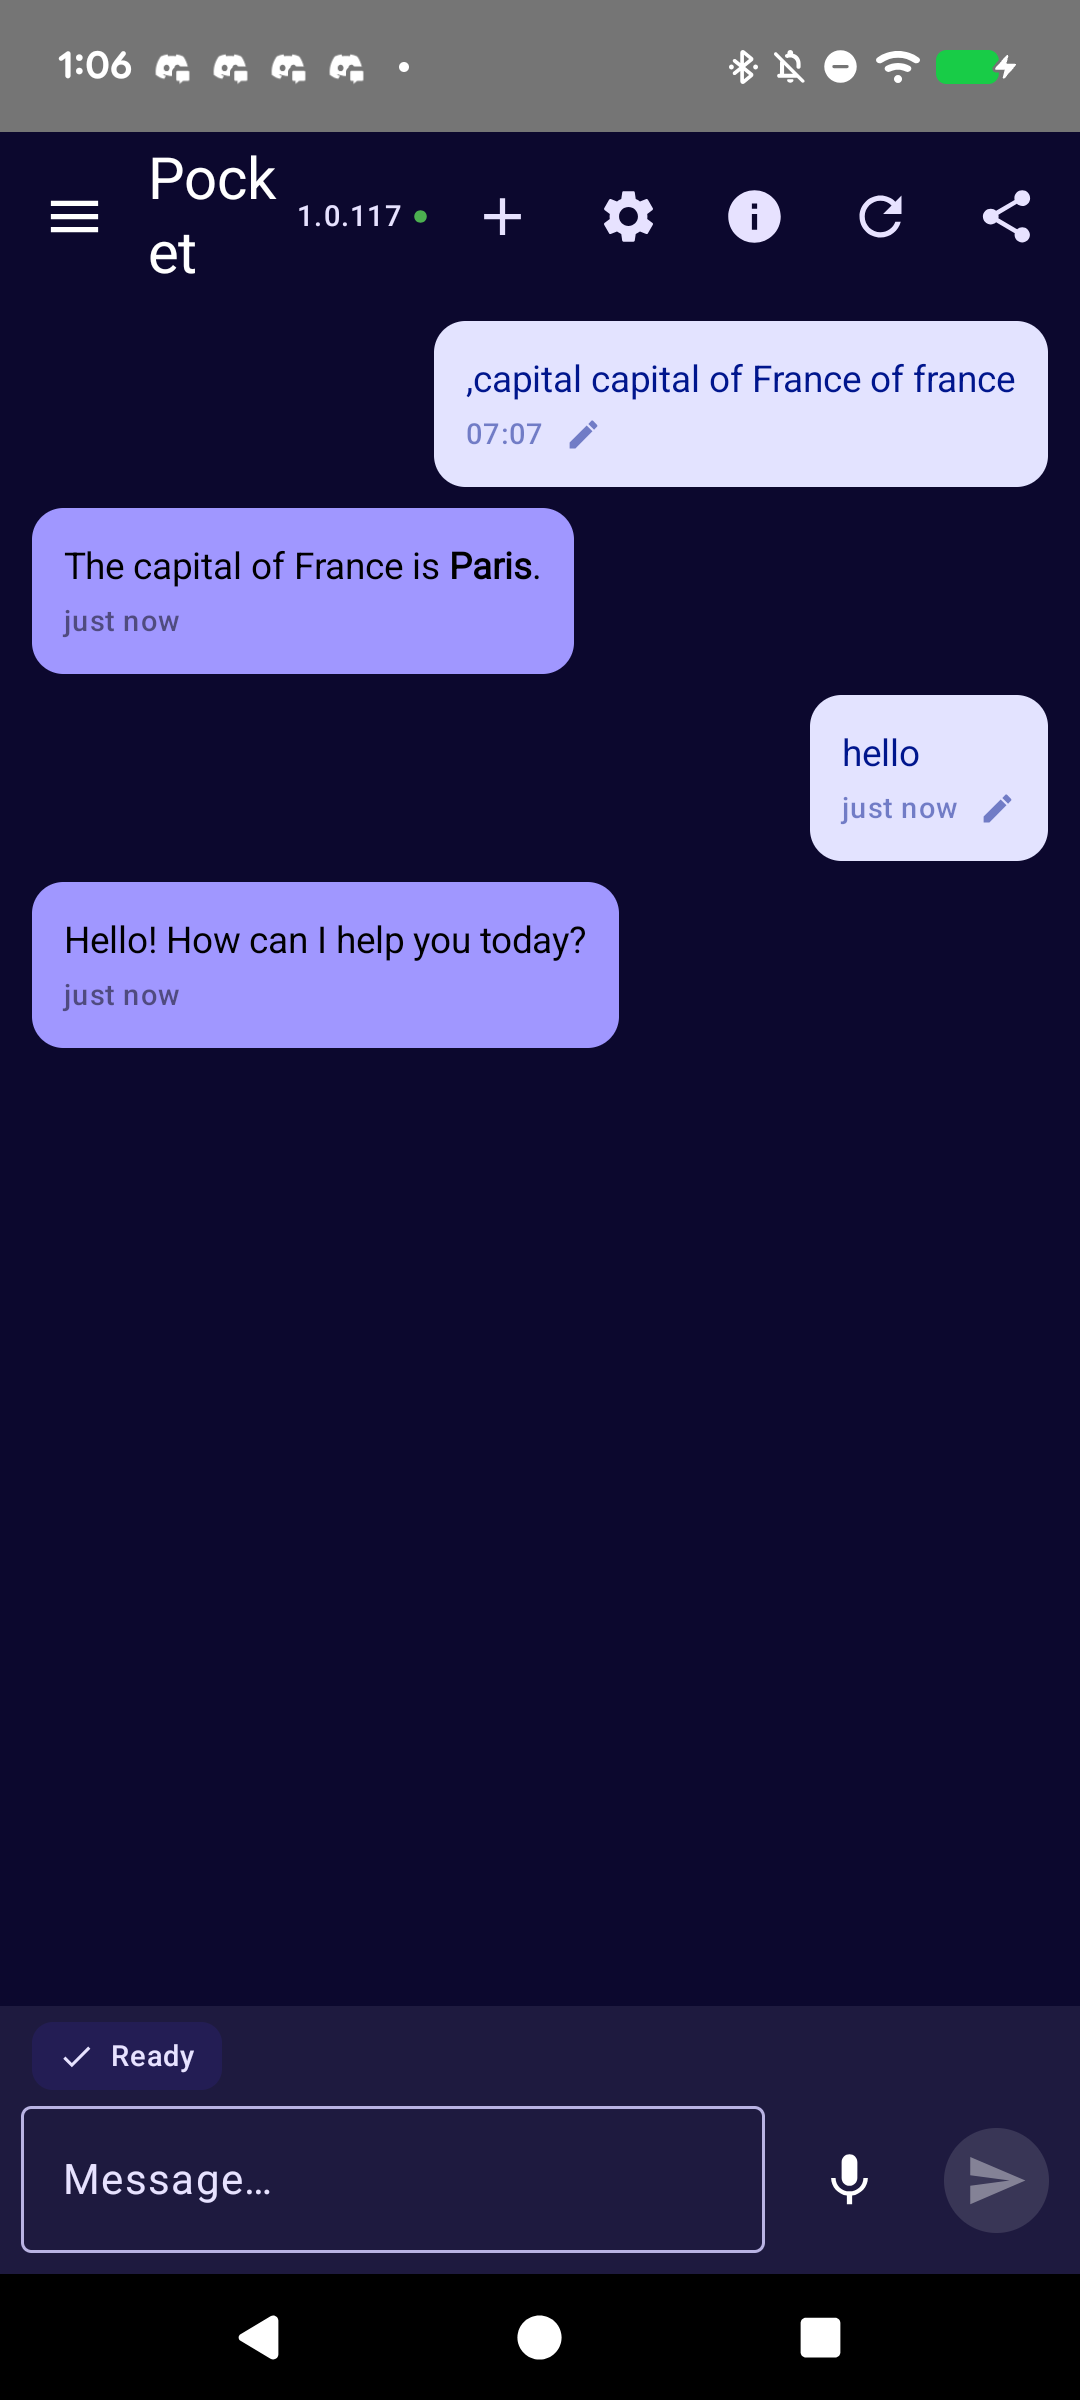 1:06
Pock
et
1.0.117
,capital capital of France of france
07:07
The capital of France is Paris.
just now
hello
just now
Hello! How can I help you today?
just now
Ready
Message…